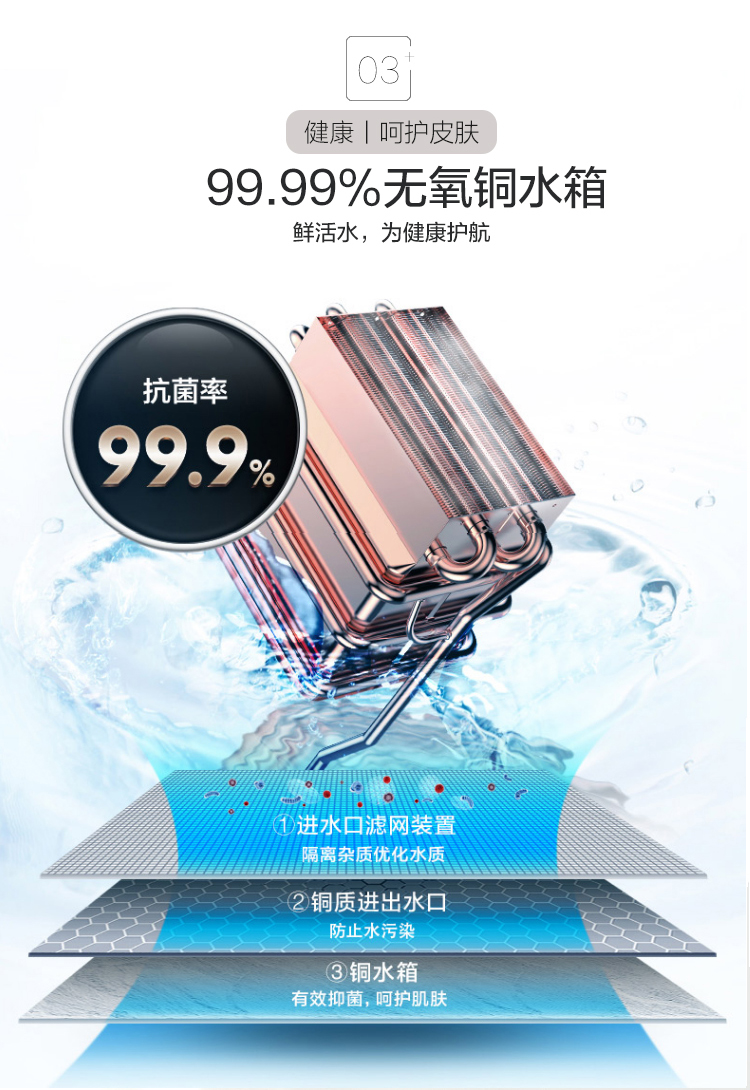 03+
健康丨呵护皮肤
99.99%无氧铜水箱
鲜活水，为健康护航
抗菌率
99.9%
①进水口滤网装置
隔离杂质优化水质
②铜质进出水口
防止水污染
③铜水箱
有效抑菌，呵护肌肤